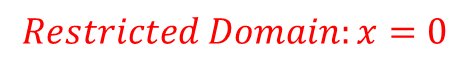 Restricted Domain: x = 0